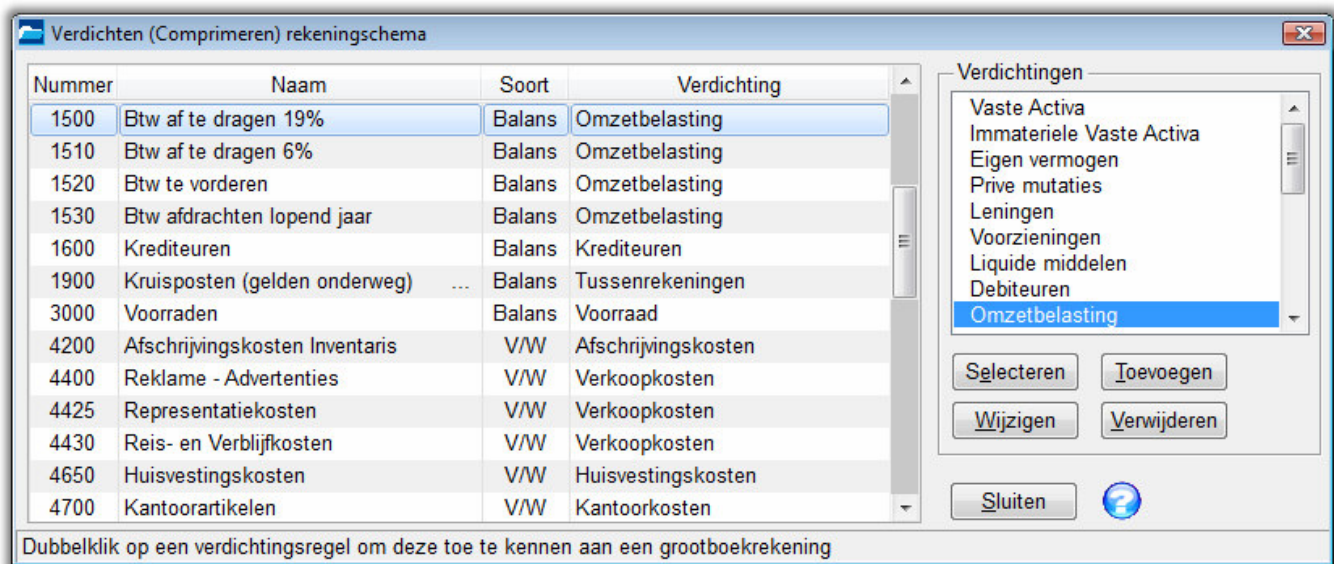 Verdichten (Comprimeren) rekeningschema
Nummer Naam Soort Verdichting
1500 Btw af te dragen 19% Balans Omzetbelasting
1510 Btw af te dragen 6% Balans Omzetbelasting
1520 Btw te vorderen Balans Omzetbelasting
1530 Btw afdrachten lopend jaar Balans Omzetbelasting
1600 Krediteuren Balans Krediteuren
1900 Kruisposten (gelden onderweg) ... Balans Tussenrekeningen
3000 Voorraden Balans Voorraad
4200 Afschrijvingskosten Inventaris V/W Afschrijvingskosten
4400 Reklame - Advertenties V/W Verkoopkosten
4425 Representatiekosten V/W Verkoopkosten
4430 Reis- en Verblijfkosten V/W Verkoopkosten
4650 Huisvestingskosten V/W Huisvestingskosten
4700 Kantoorartikelen V/W Kantoorkosten
Verdichtingen
Vaste Activa
Immateriele Vaste Activa
Eigen vermogen
Prive mutaties
Leningen
Voorzieningen
Liquide middelen
Debiteuren
Omzetbelasting
Selecteren Toevoegen
Wijzigen Verwijderen
Sluiten ?
Dubbelklik op een verdichtingsregel om deze toe te kennen aan een grootboekrekening